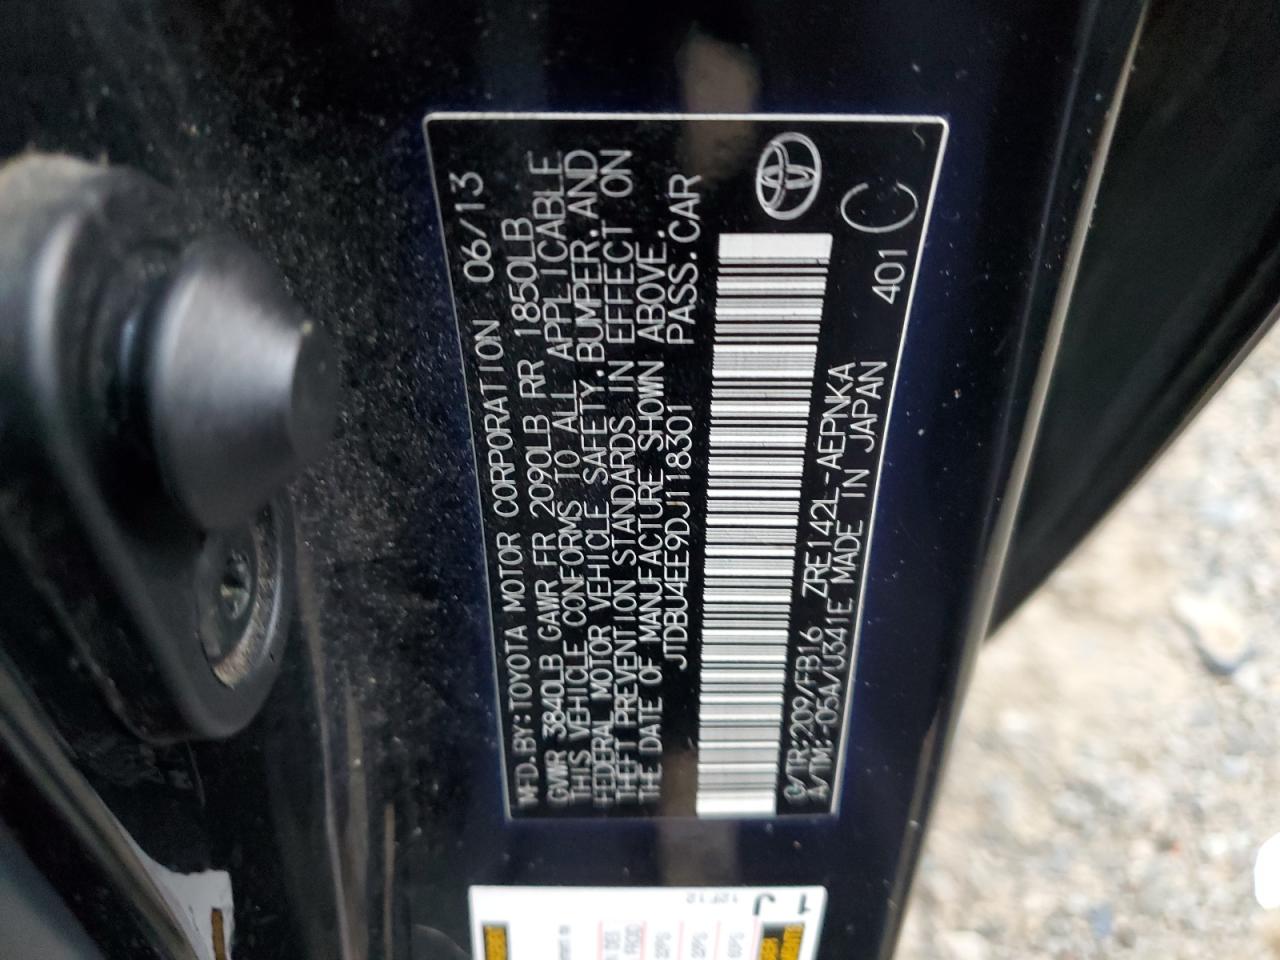 MFD.BY:TOYOTA MOTOR CORPORATION 06/13
GVWR 3840LB GAWR FR 2090LB RR 1850LB
THIS VEHICLE CONFORMS TO ALL APPLICABLE
FEDERAL MOTOR VEHICLE SAFETY,BUMPER,AND
THEFT PREVENTION STANDARDS IN EFFECT ON
THE DATE OF MANUFACTURE SHOWN ABOVE.
JTDBU4EE9DJ118301 PASS.CAR
C/TR:209/FB16 ZRE142L-AEPNKA 401 C
A/TM:-05A/U341E MADE IN JAPAN
1 J